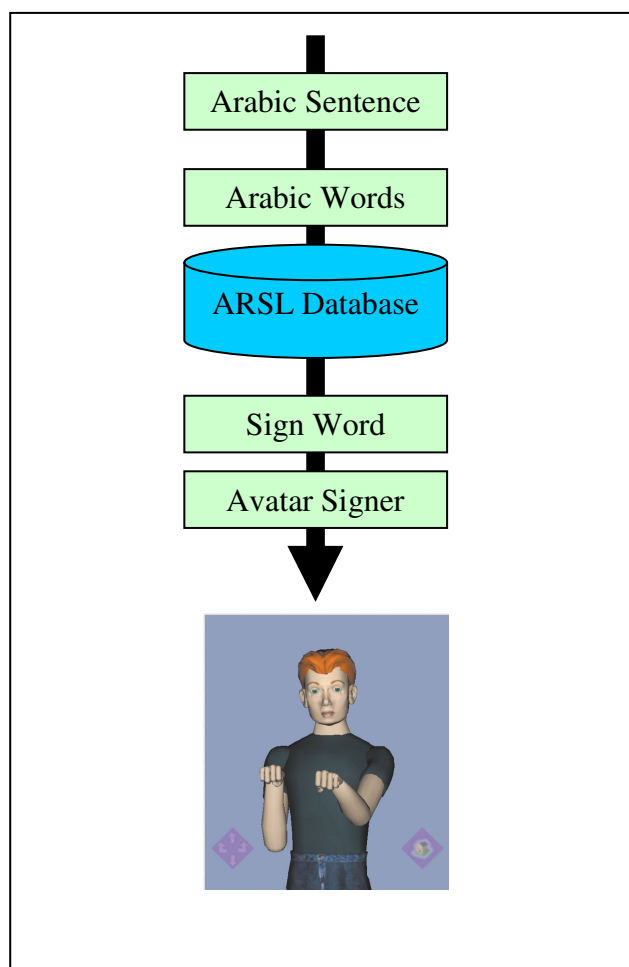 Arabic Sentence
Arabic Words
ARSL Database
Sign Word
Avatar Signer